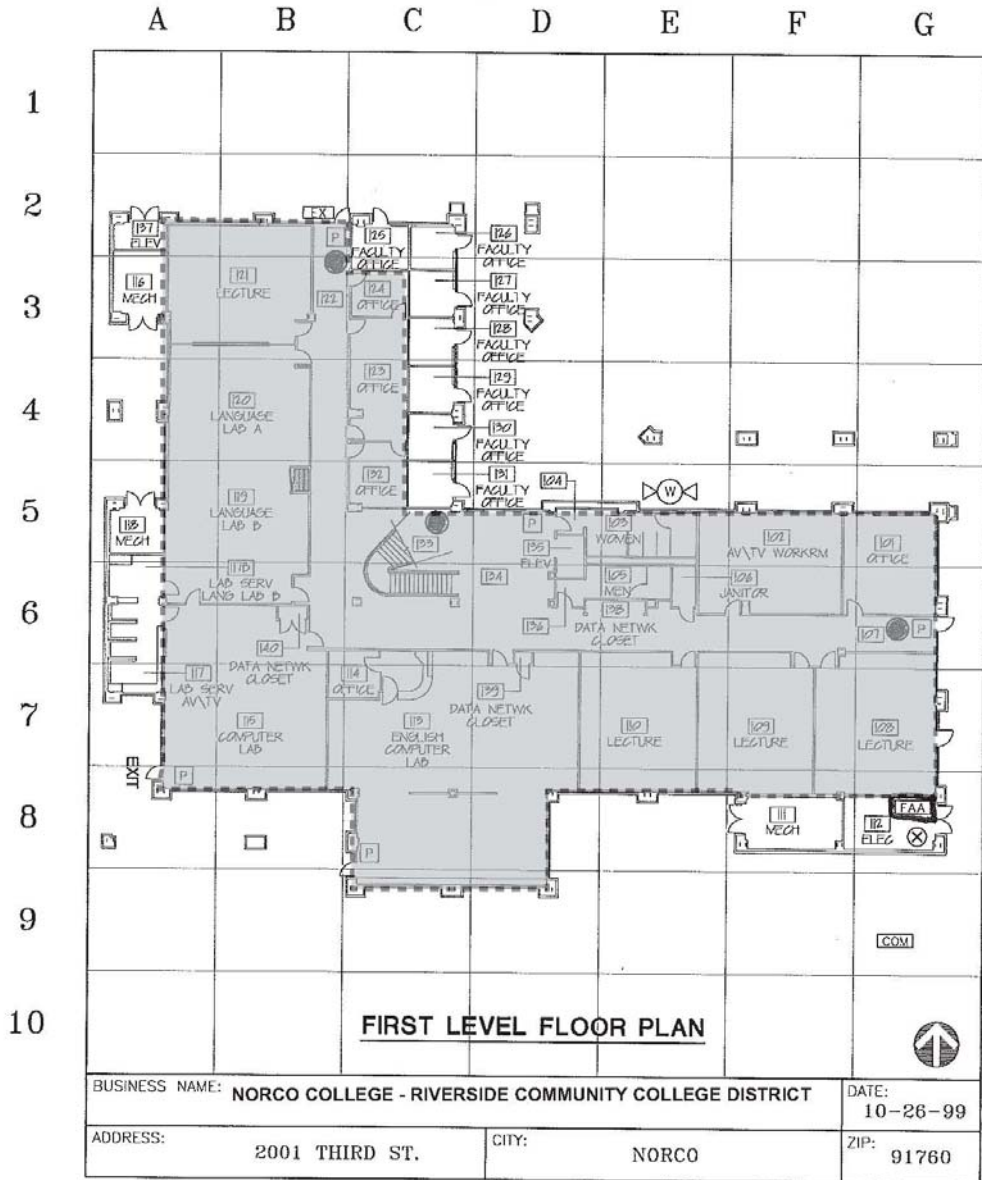 A B C D E F G
1
2
3
4
5
6
7
8
9
10
137
ELEV
EX
P
125
FACULTY
OFFICE
126
FACULTY
OFFICE
116
MECH
121
LECTURE
122
124
OFFICE
127
FACULTY
OFFICE
128
FACULTY
OFFICE
123
OFFICE
129
FACULTY
OFFICE
120
LANGUAGE
LAB A
130
FACULTY
OFFICE
132
OFFICE
131
FACULTY
OFFICE
104
W
119
LANGUAGE
LAB B
118
MECH
133
P
135
ELEV
103
WOMEN
102
AV\TV WORKRM
101
OFFICE
117B
LAB SERV
LANG LAB B
134
105
MEN
106
JANITOR
136
138
DATA NETWK
CLOSET
107
P
140
DATA NETWK
CLOSET
117
LAB SERV
AV\TV
114
OFFICE
139
DATA NETWK
CLOSET
115
COMPUTER
LAB
113
ENGLISH
COMPUTER
LAB
110
LECTURE
109
LECTURE
108
LECTURE
EXIT
P
P
111
MECH
FAA
112
ELEC
COM
FIRST LEVEL FLOOR PLAN
BUSINESS NAME: NORCO COLLEGE - RIVERSIDE COMMUNITY COLLEGE DISTRICT
DATE:
10-26-99
ADDRESS:
2001 THIRD ST.
CITY:
NORCO
ZIP:
91760